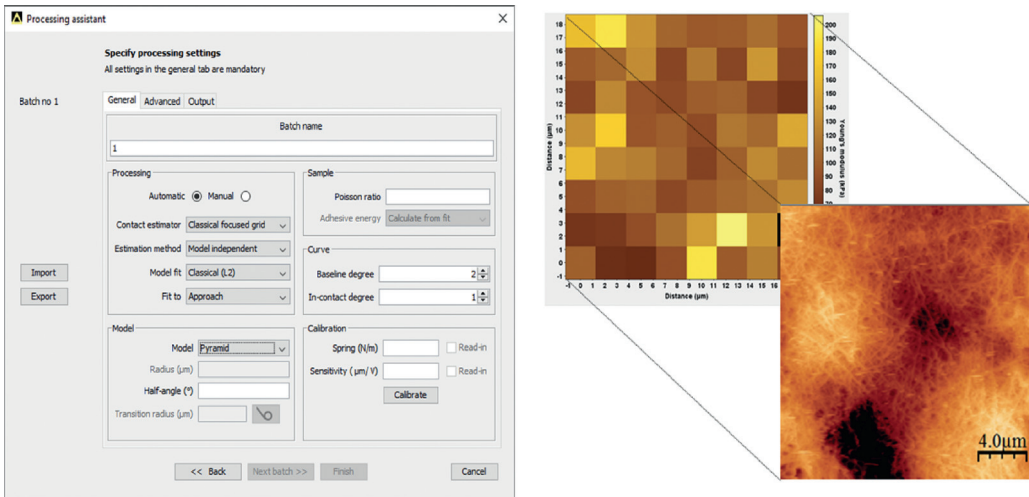 Processing assistant
Specify processing settings
All settings in the general tab are mandatory
Batch no 1
General Advanced Output
Batch name
1
Processing
Automatic Manual
Contact estimator Classical focused grid
Estimation method Model independent
Model fit Classical (L2)
Fit to Approach
Import
Export
Sample
Poisson ratio
Adhesive energy Calculate from fit
Curve
Baseline degree 2
In-contact degree 1
Model
Model Pyramid
Radius (µm)
Half-angle (°)
Transition radius (µm)
Calibration
Spring (N/m) Read-in
Sensitivity ( µm/ V) Read-in
Calibrate
<< Back Next batch >> Finish Cancel
Distance (µm)
18
17
16
15
14
13
12
11
10
9
8
7
6
5
4
3
2
1
0
-1
-1 0 1 2 3 4 5 6 7 8 9 10 11 12 13 14 15 16
Distance (µm)
200
190
180
170
160
150
140
130
120
110
100
90
80
70
Young's modulus (kPa)
4.0µm